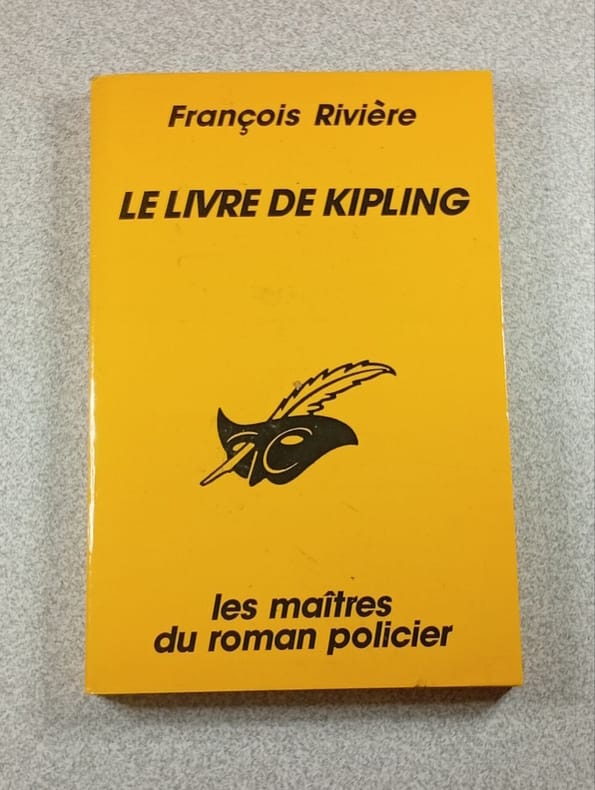 François Rivière
LE LIVRE DE KIPLING
les maîtres
du roman policier